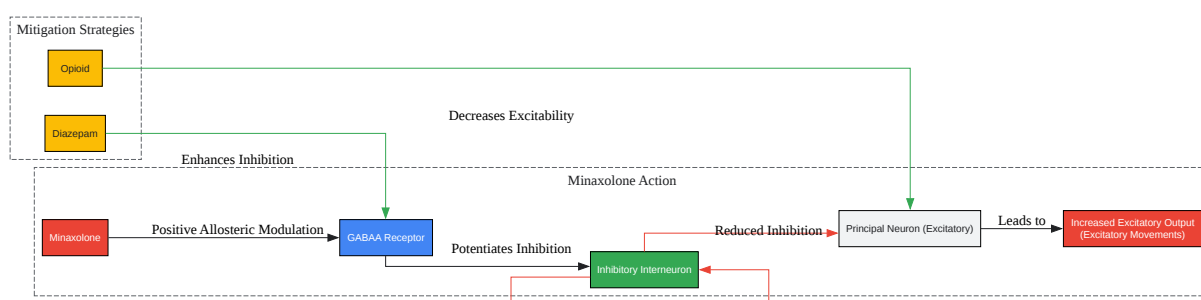 Mitigation Strategies
Opioid
Decreases Excitability
Diazepam
Enhances Inhibition
Minaxolone Action
Minaxolone
Positive Allosteric Modulation
GABAA Receptor
Potentiates Inhibition
Inhibitory Interneuron
Reduced Inhibition
Principal Neuron (Excitatory)
Leads to
Increased Excitatory Output
(Excitatory Movements)